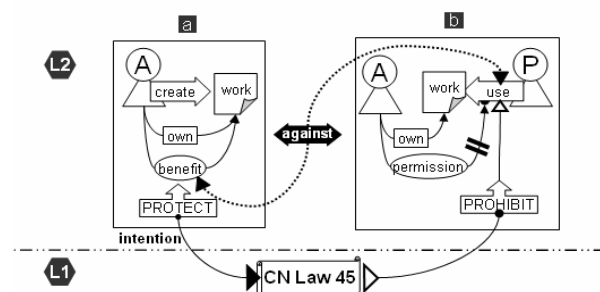 a
b
L2
A
create
work
own
benefit
PROTECT
intention
against
A
work
use
P
own
permission
PROHIBIT
L1
CN Law 45